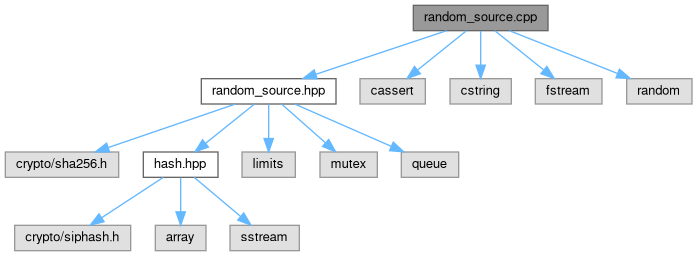 random_source.cpp
random_source.hpp
cassert
cstring
fstream
random
crypto/sha256.h
hash.hpp
limits
mutex
queue
crypto/siphash.h
array
sstream